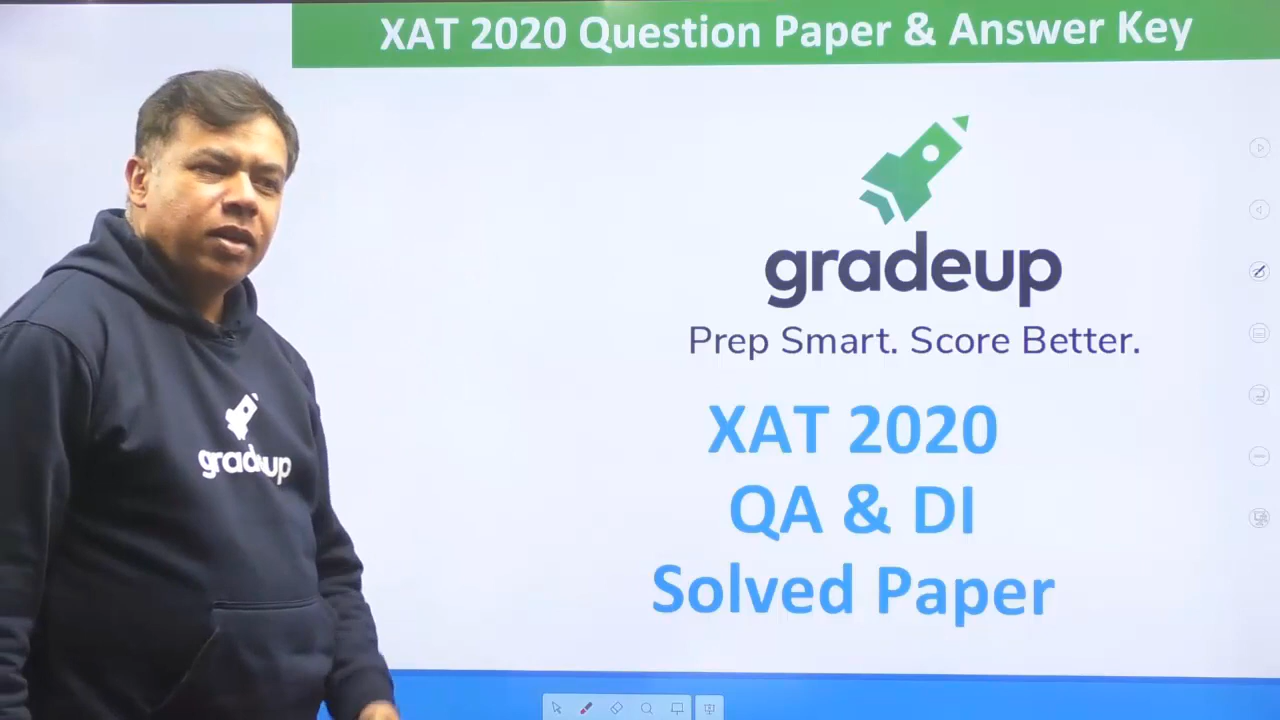 XAT 2020 Question Paper & Answer Key
gradeup
Prep Smart. Score Better.
XAT 2020
QA & DI
Solved Paper
gradeup